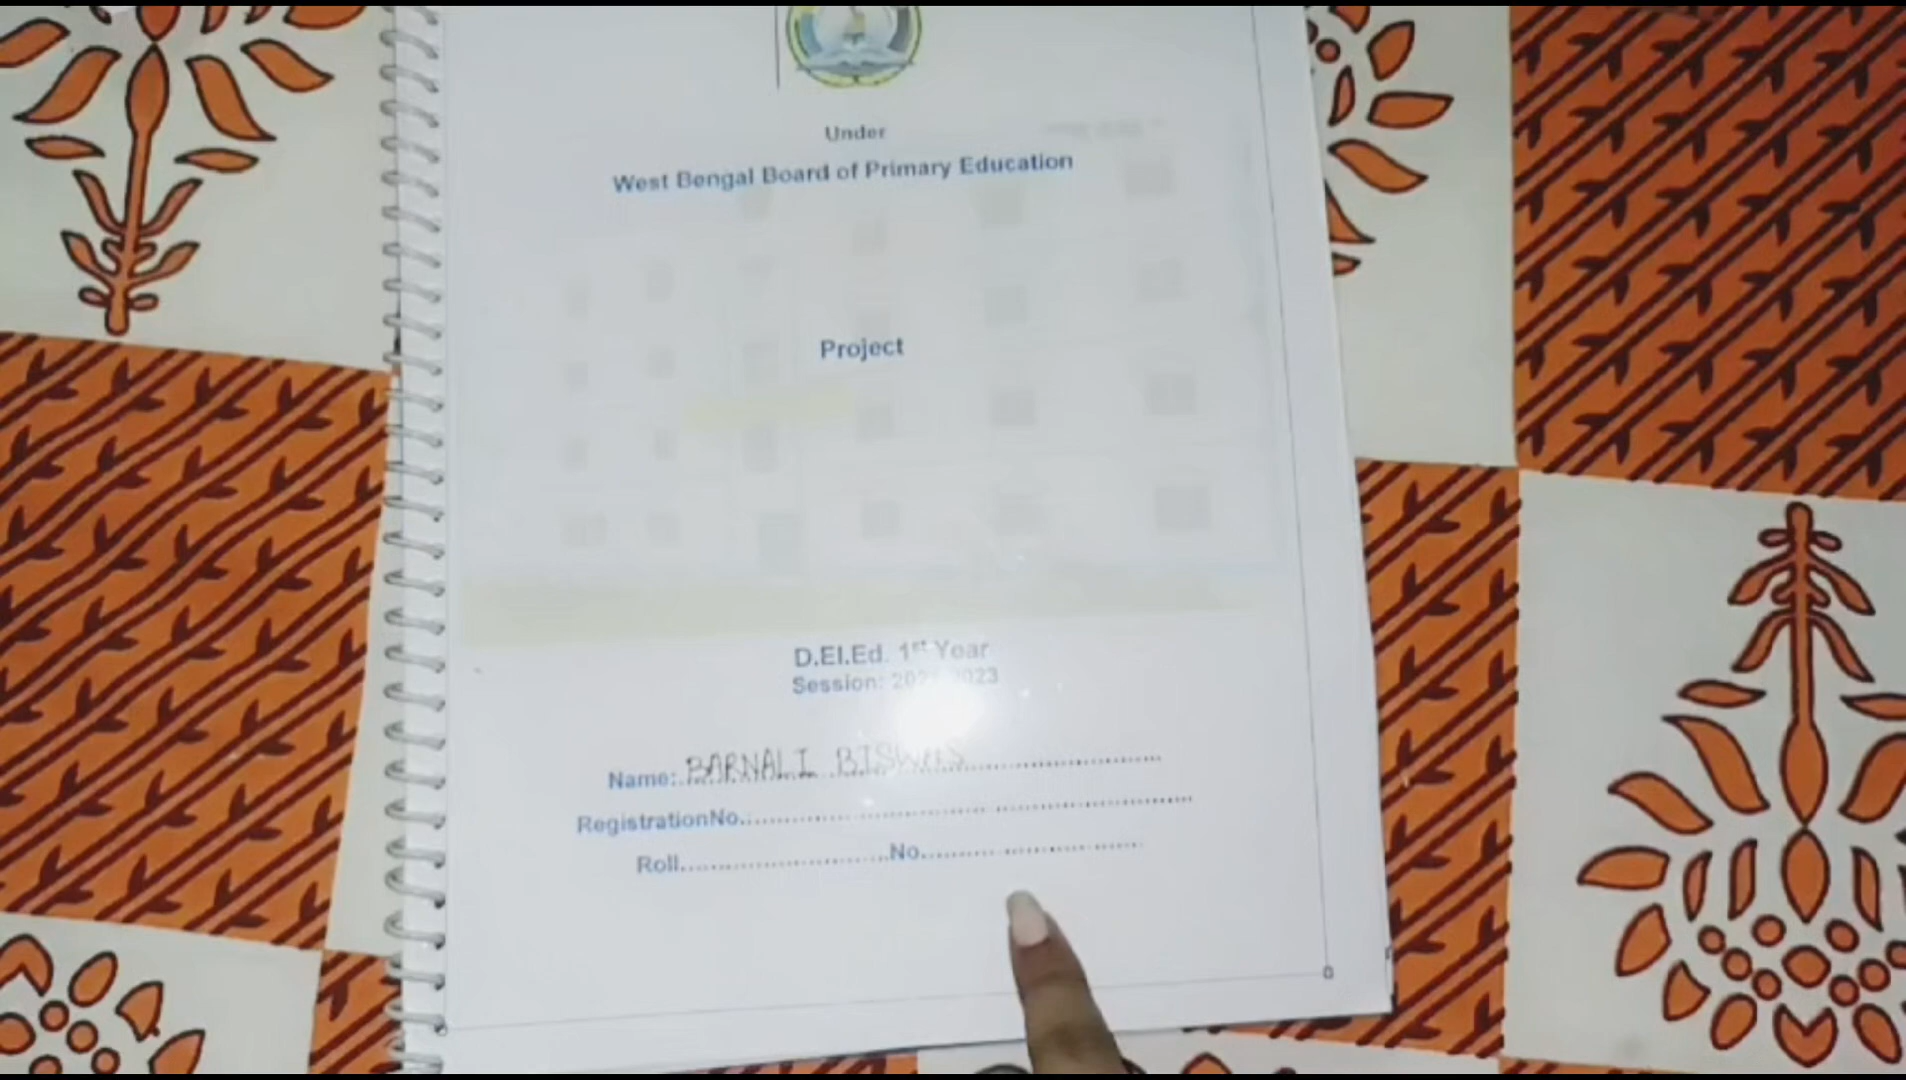 Under
West Bengal Board of Primary Education
Project
D.El.Ed. 1st Year
Session: 2023
Name: BARNALI BISWAS
RegistrationNo.
Roll No.